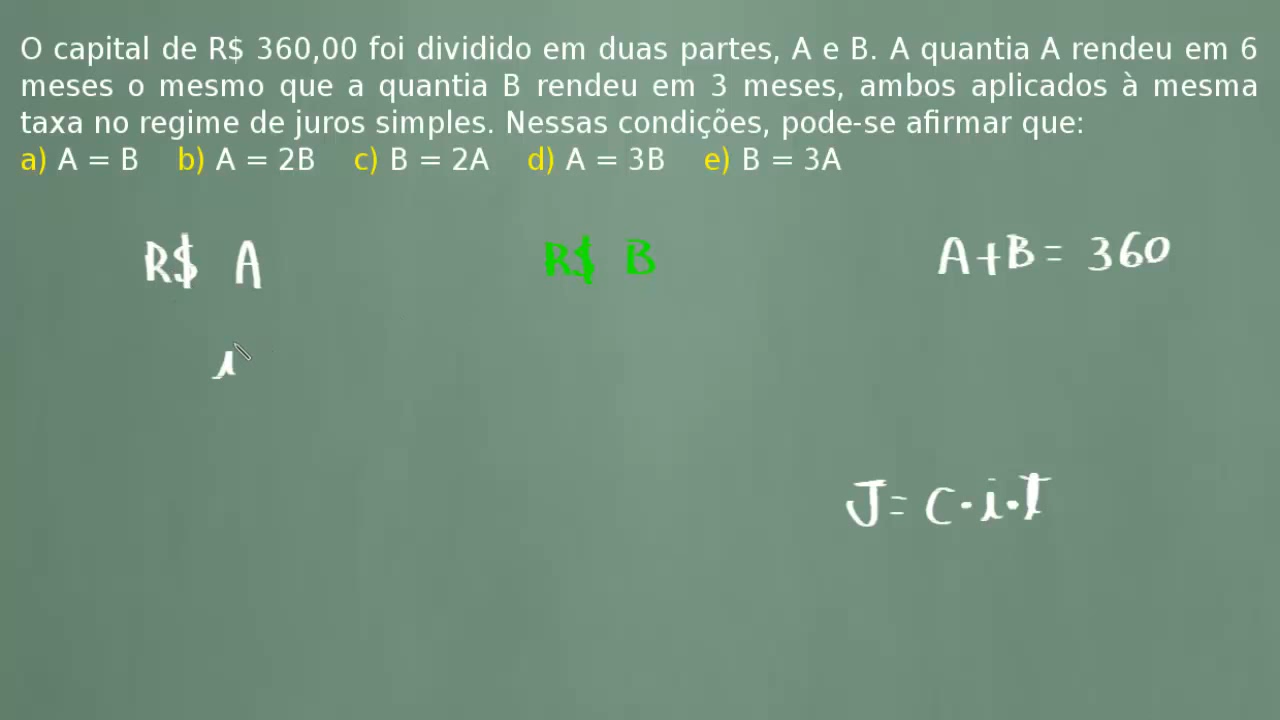 O capital de R$ 360,00 foi dividido em duas partes, A e B. A quantia A rendeu em 6
meses o mesmo que a quantia B rendeu em 3 meses, ambos aplicados à mesma
taxa no regime de juros simples. Nessas condições, pode-se afirmar que:
a) A = B b) A = 2B c) B = 2A d) A = 3B e) B = 3A
R$ A R$ B A+B= 360
i
J= C·i·t